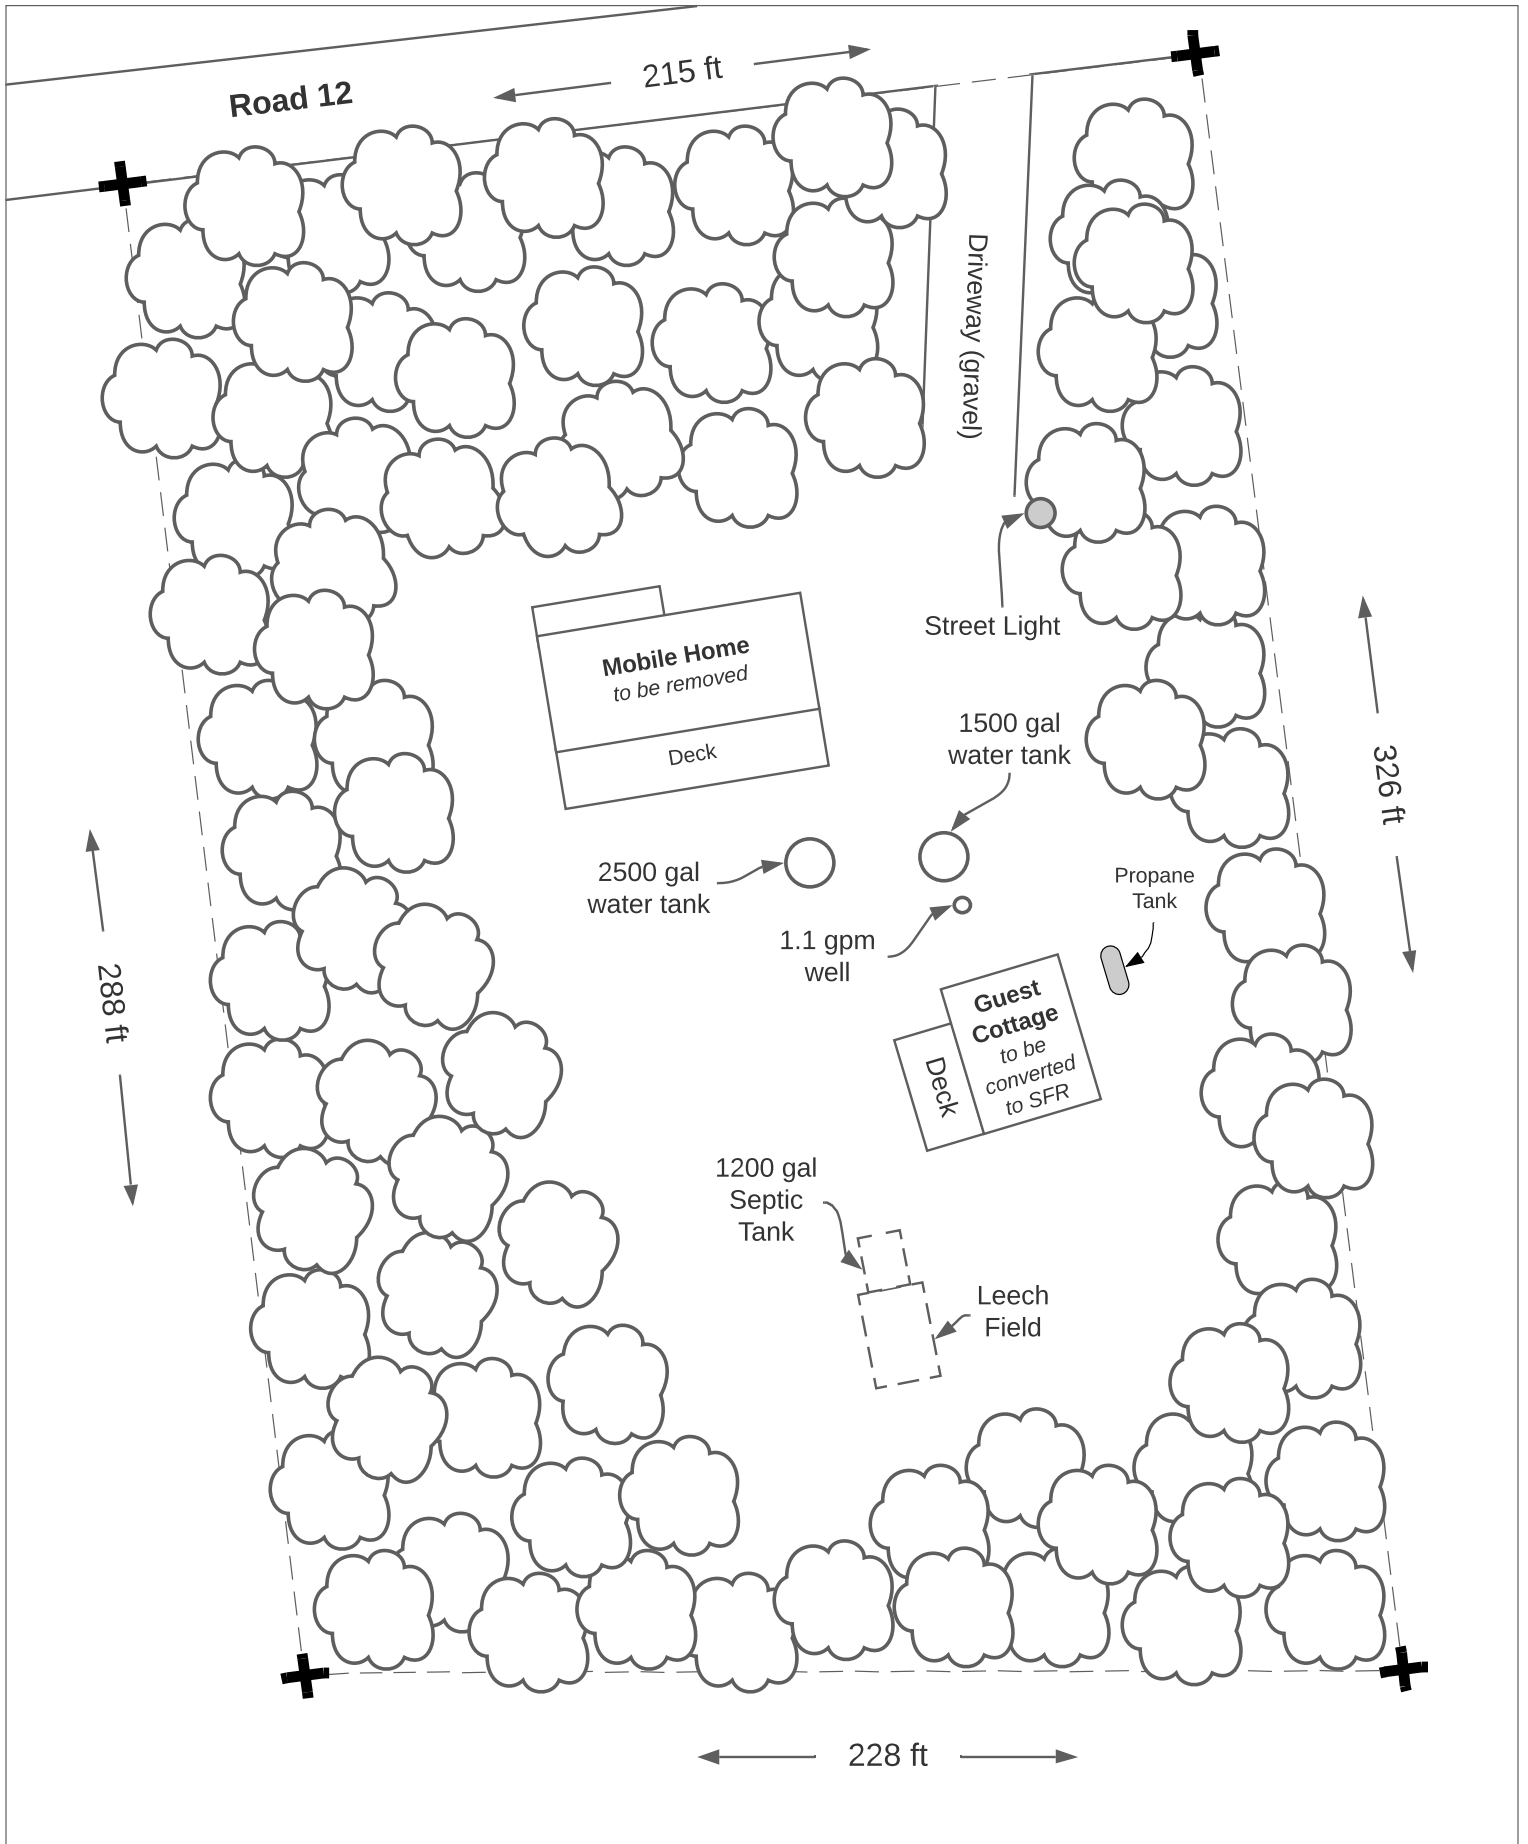 215 ft
Road 12
Driveway (gravel)
Street Light
Mobile Home
to be removed
Deck
1500 gal
water tank
326 ft
2500 gal
water tank
Propane
Tank
1.1 gpm
well
288 ft
Guest
Cottage
to be
converted
to SFR
Deck
1200 gal
Septic
Tank
Leech
Field
228 ft